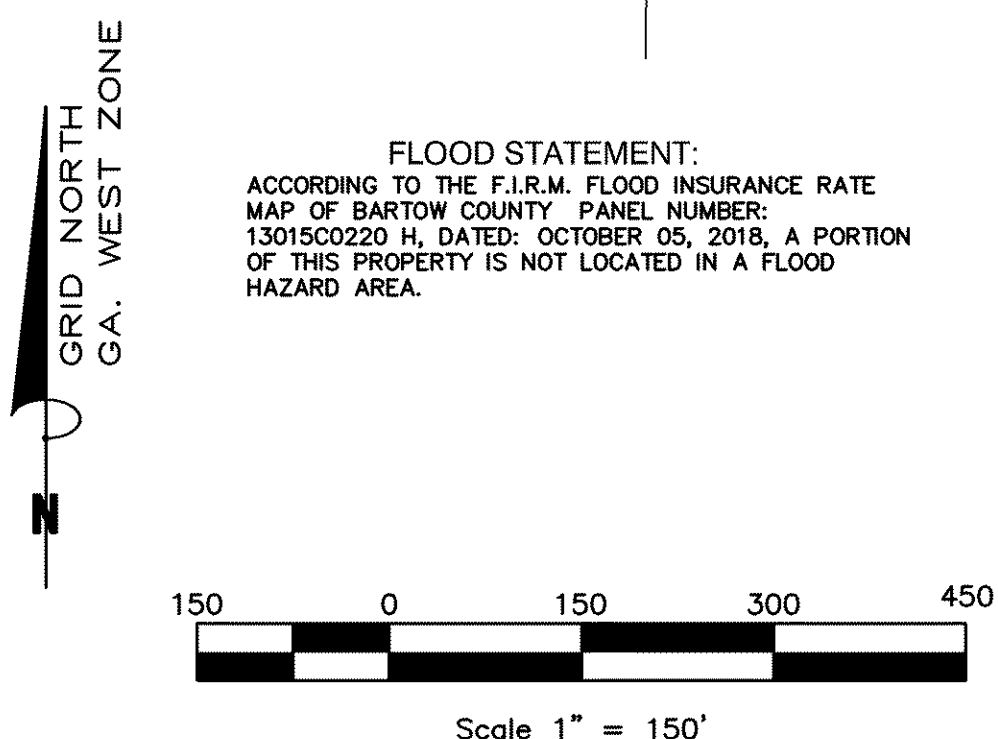 GRID NORTH
GA. WEST ZONE
N
FLOOD STATEMENT:
ACCORDING TO THE F.I.R.M. FLOOD INSURANCE RATE
MAP OF BARTOW COUNTY PANEL NUMBER:
13015C0220 H, DATED: OCTOBER 05, 2018, A PORTION
OF THIS PROPERTY IS NOT LOCATED IN A FLOOD
HAZARD AREA.
150 0 150 300 450
Scale 1" = 150'